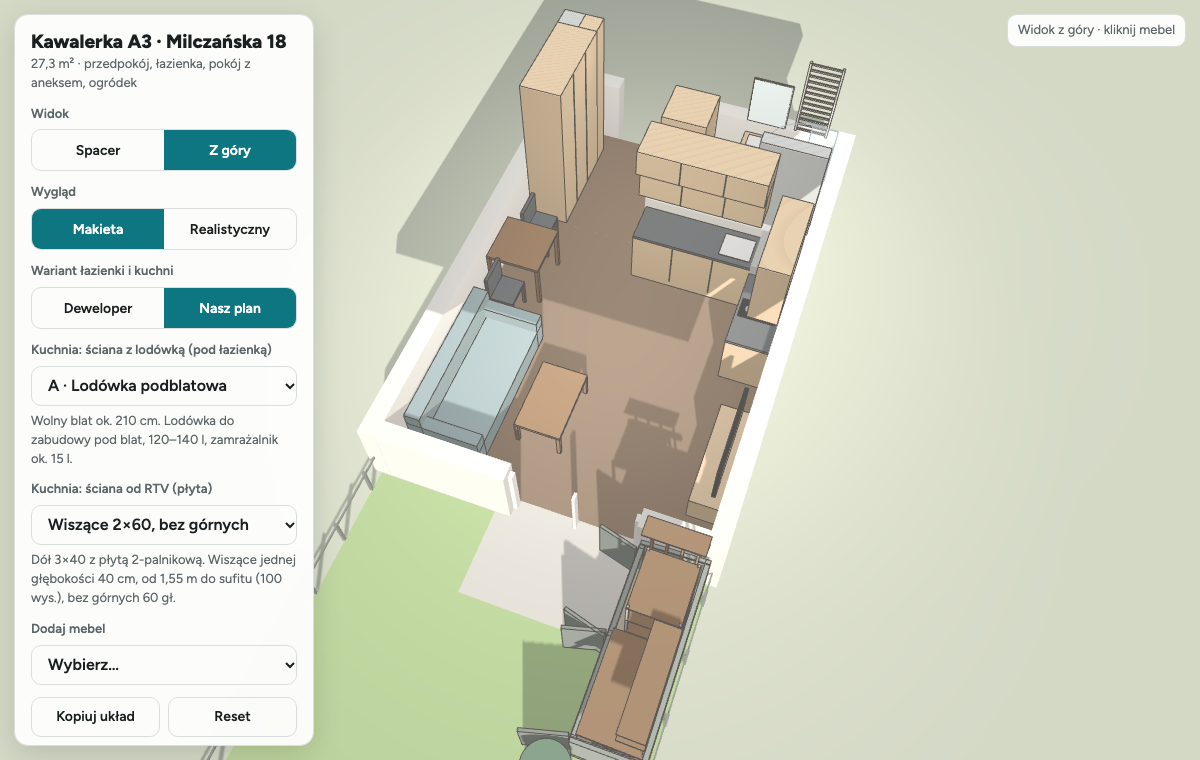 Kawalerka A3 · Milczańska 18
27,3 m² · przedpokój, łazienka, pokój z
aneksem, ogródek
Widok
Spacer
Z góry
Wygląd
Makieta
Realistyczny
Wariant łazienki i kuchni
Deweloper
Nasz plan
Kuchnia: ściana z lodówką (pod łazienką)
A · Lodówka podblatowa
Wolny blat ok. 210 cm. Lodówka do
zabudowy pod blat, 120–140 l, zamrażalnik
ok. 15 l.
Kuchnia: ściana od RTV (płyta)
Wiszące 2×60, bez górnych
Dół 3×40 z płytą 2-palnikową. Wiszące jednej
głębokości 40 cm, od 1,55 m do sufitu (100
wys.), bez górnych 60 gł.
Dodaj mebel
Wybierz...
Kopiuj układ
Reset
Widok z góry · kliknij mebel